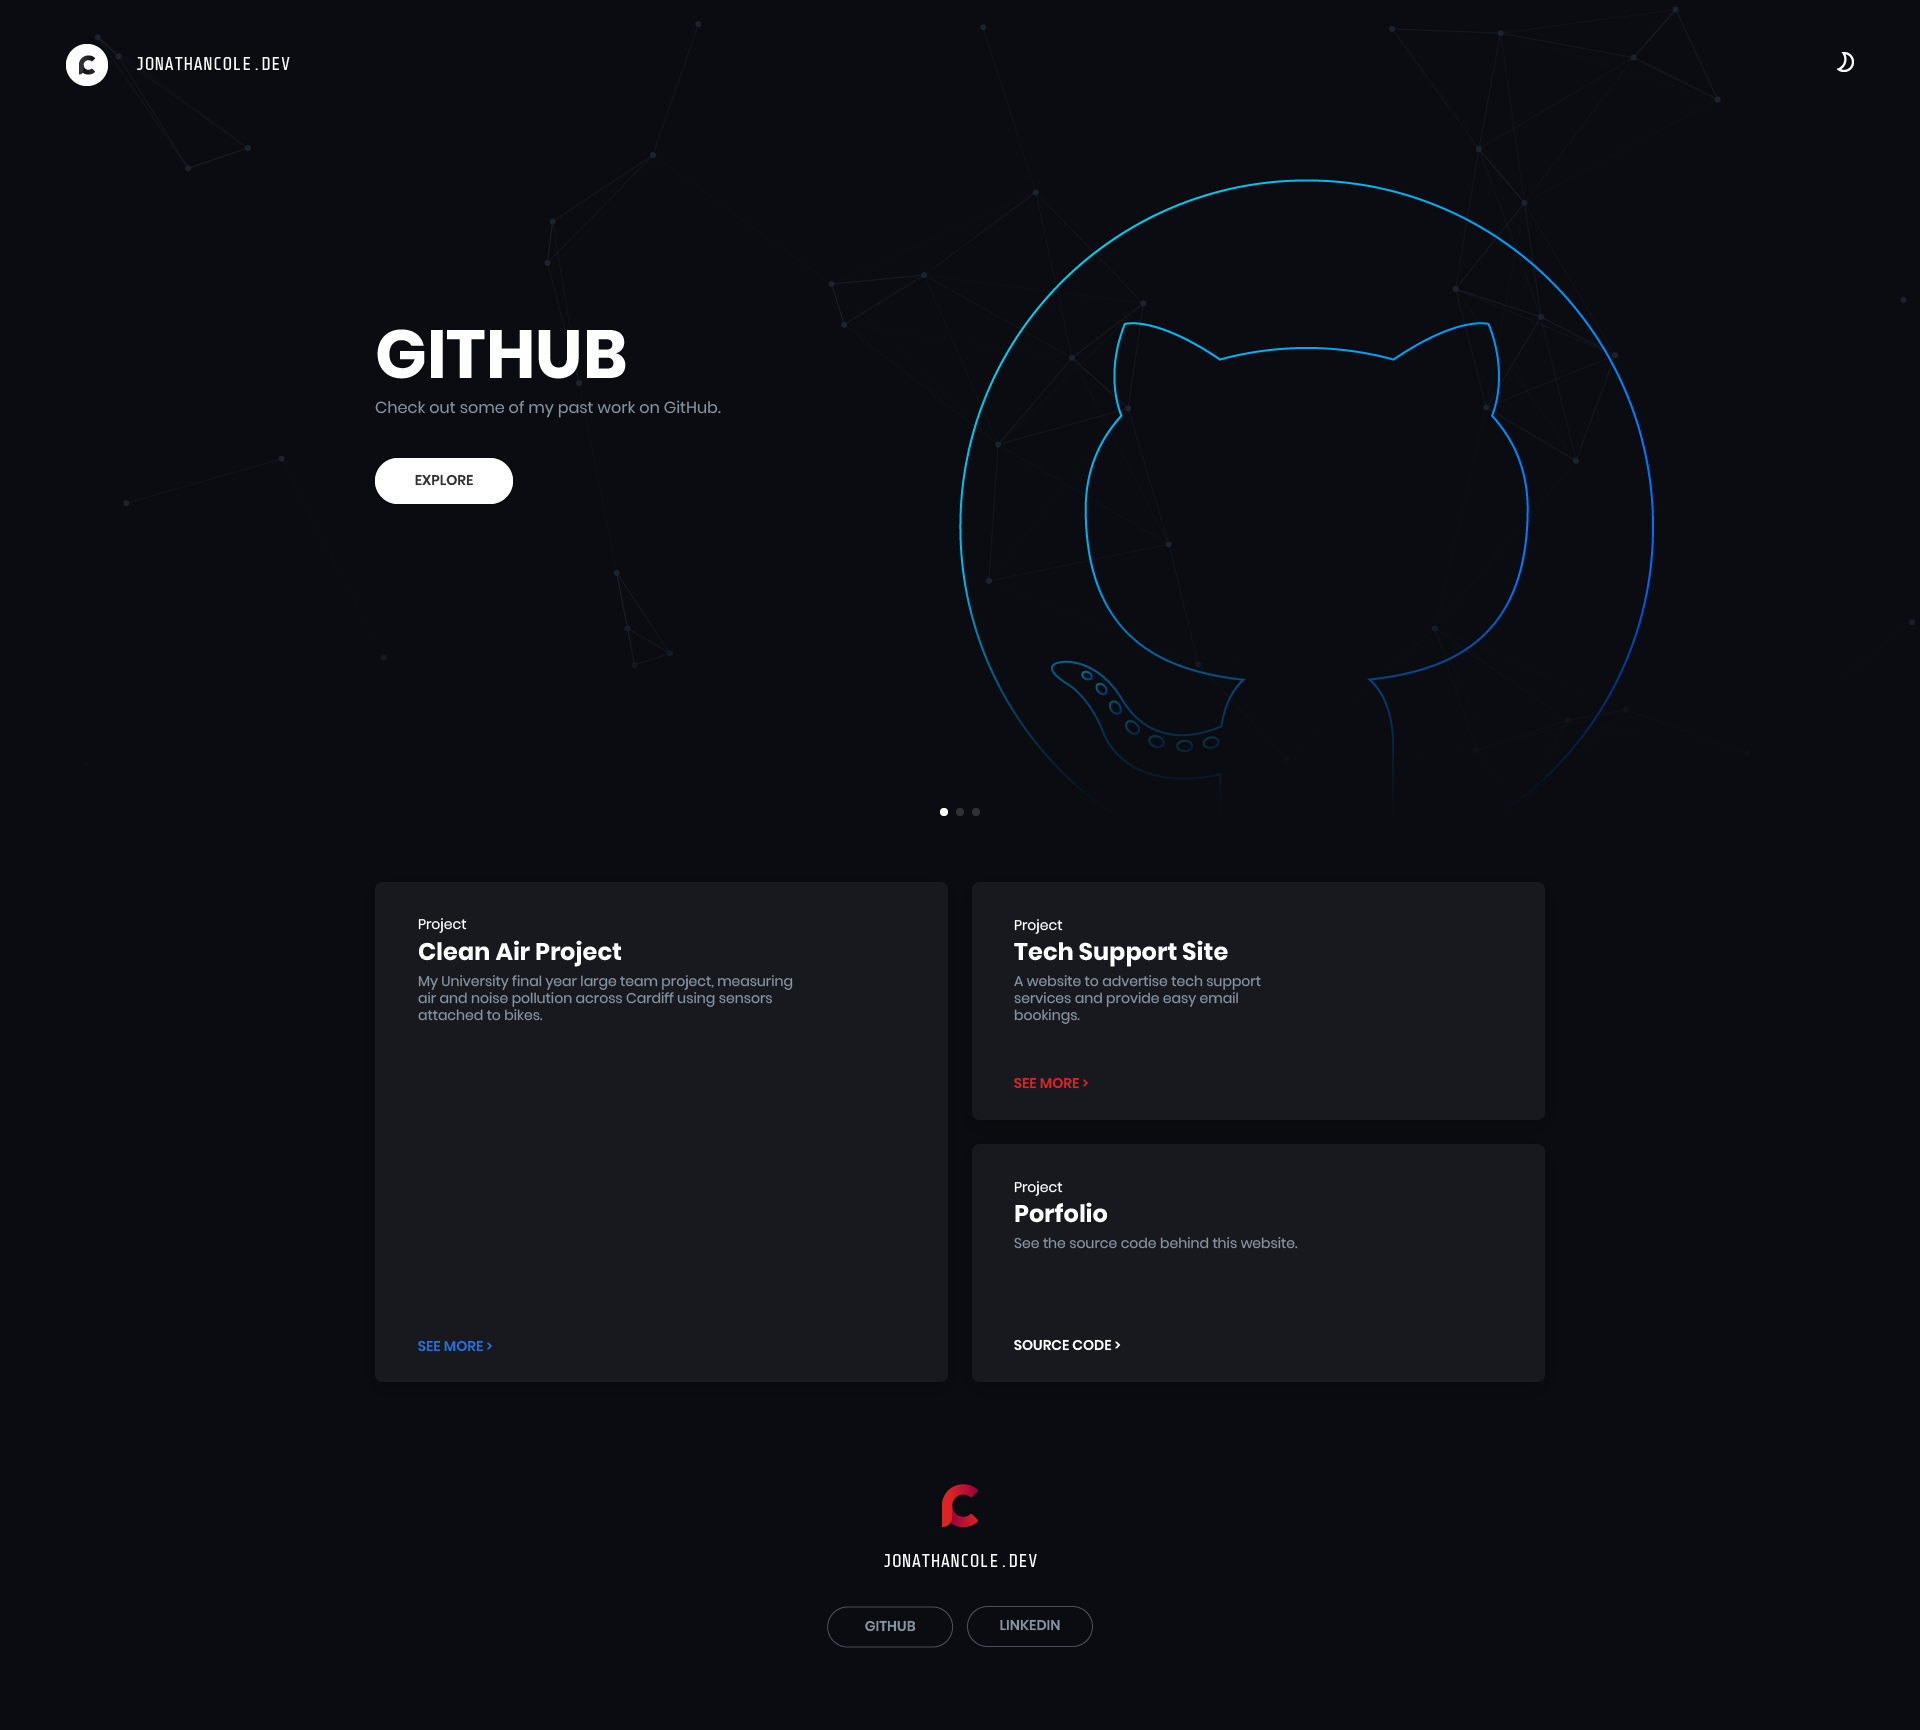 JONATHANCOLE.DEV
GITHUB
Check out some of my past work on GitHub.
EXPLORE
Project
Clean Air Project
My University final year large team project, measuring
air and noise pollution across Cardiff using sensors
attached to bikes.
SEE MORE >
Project
Tech Support Site
A website to advertise tech support
services and provide easy email
bookings.
SEE MORE >
Project
Porfolio
See the source code behind this website.
SOURCE CODE >
JONATHANCOLE.DEV
GITHUB
LINKEDIN